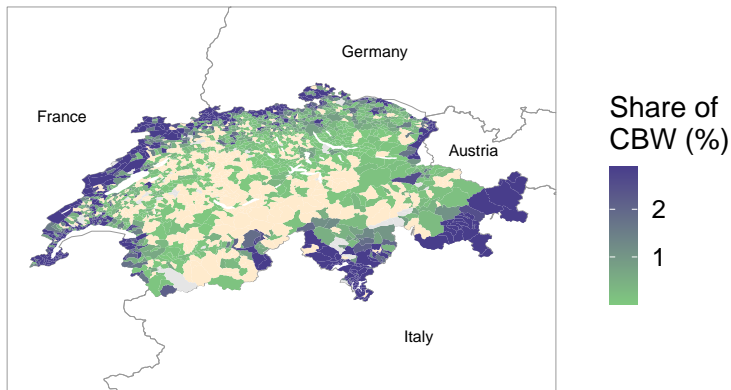 Germany
France
Austria
Italy
Share of
CBW (%)
2
1